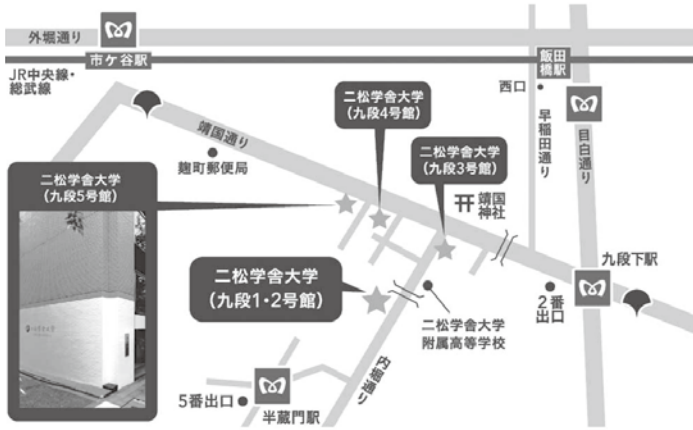 外堀通り
市ケ谷駅
JR中央線・
総武線
飯田
橋駅
西口
早稲田通り
目白通り
靖国通り
麹町郵便局
二松学舎大学
(九段4号館)
二松学舎大学
(九段3号館)
二松学舎大学
(九段5号館)
靖国
神社
九段下駅
2番
出口
二松学舎大学
(九段1・2号館)
二松学舎大学
附属高等学校
内堀通り
5番出口
半蔵門駅